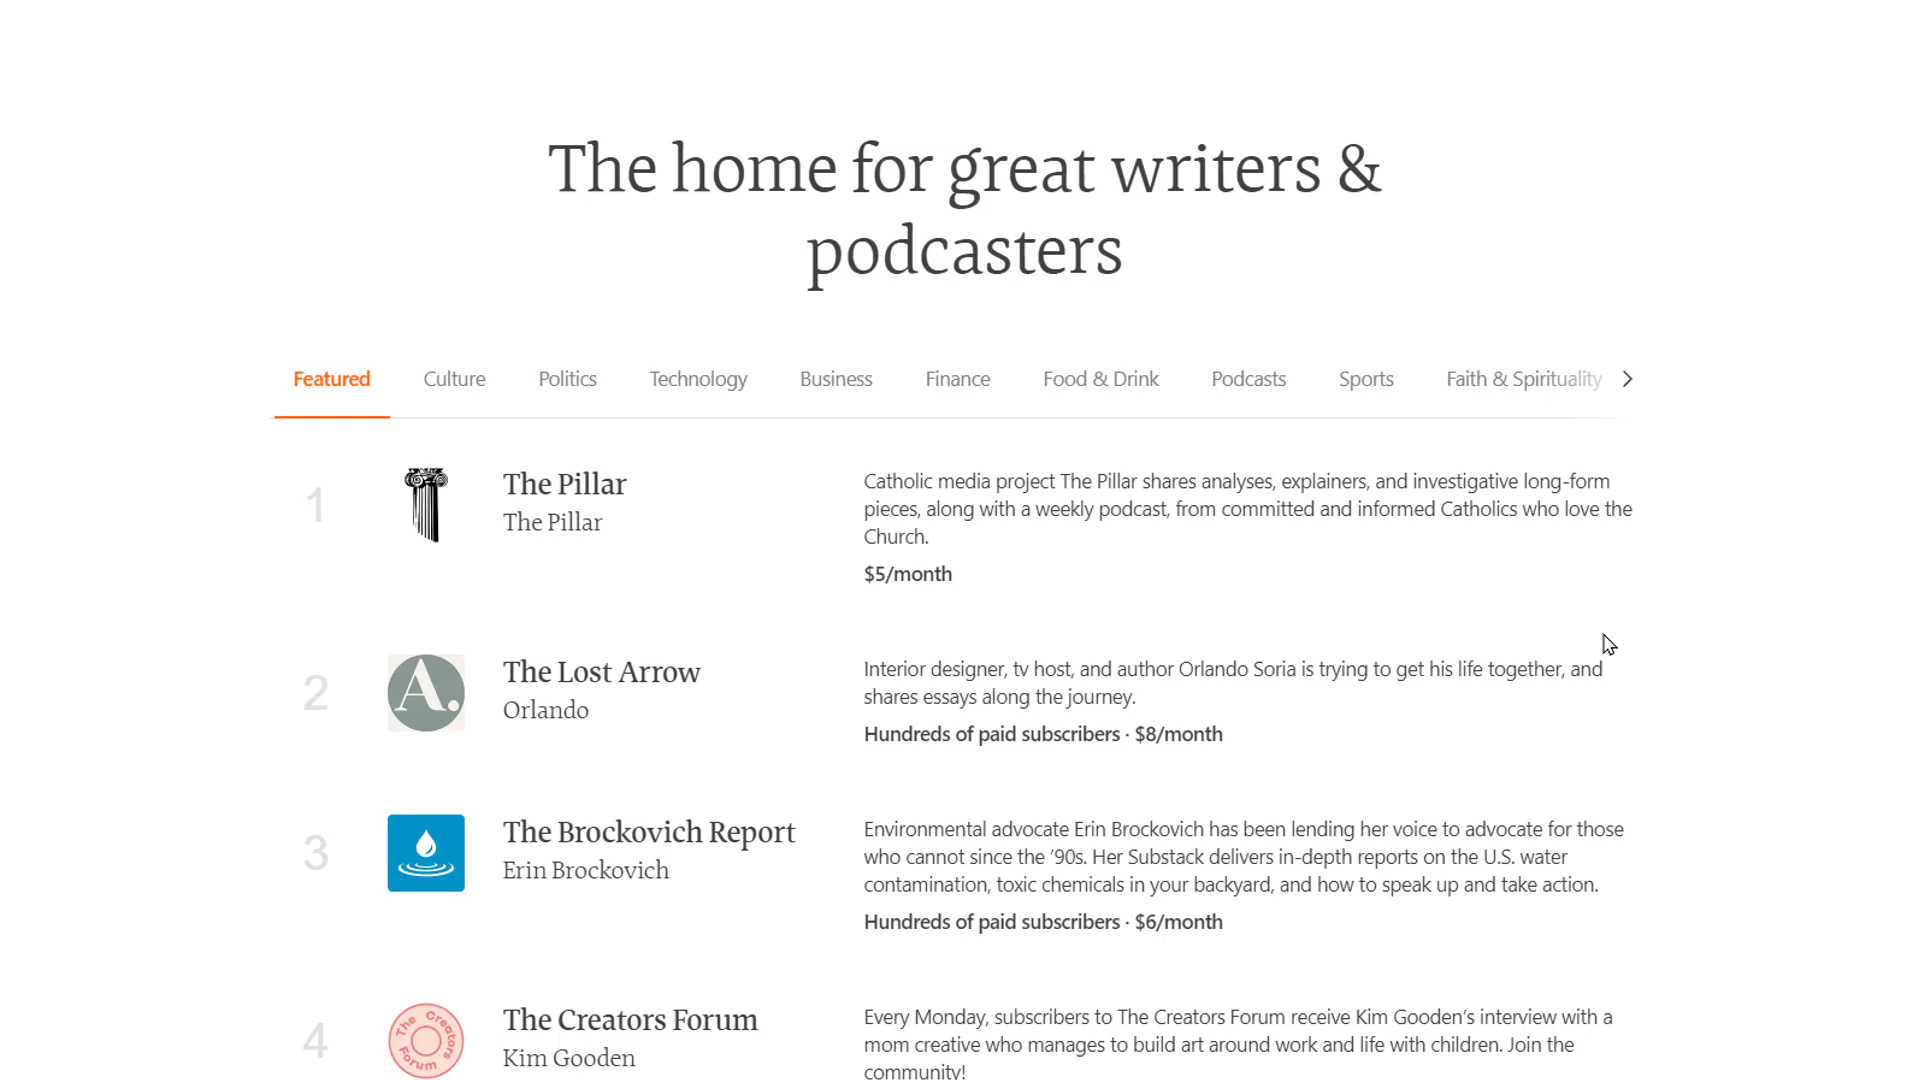 The home for great writers &
podcasters
Featured Culture Politics Technology Business Finance Food & Drink Podcasts Sports Faith & Spirituality
1
The Pillar
The Pillar
Catholic media project The Pillar shares analyses, explainers, and investigative long-form
pieces, along with a weekly podcast, from committed and informed Catholics who love the
Church.
$5/month
2
A.
The Lost Arrow
Orlando
Interior designer, tv host, and author Orlando Soria is trying to get his life together, and
shares essays along the journey.
Hundreds of paid subscribers · $8/month
3
The Brockovich Report
Erin Brockovich
Environmental advocate Erin Brockovich has been lending her voice to advocate for those
who cannot since the ’90s. Her Substack delivers in-depth reports on the U.S. water
contamination, toxic chemicals in your backyard, and how to speak up and take action.
Hundreds of paid subscribers · $6/month
4
The Creators Forum
The Creators Forum
Kim Gooden
Every Monday, subscribers to The Creators Forum receive Kim Gooden’s interview with a
mom creative who manages to build art around work and life with children. Join the
community!